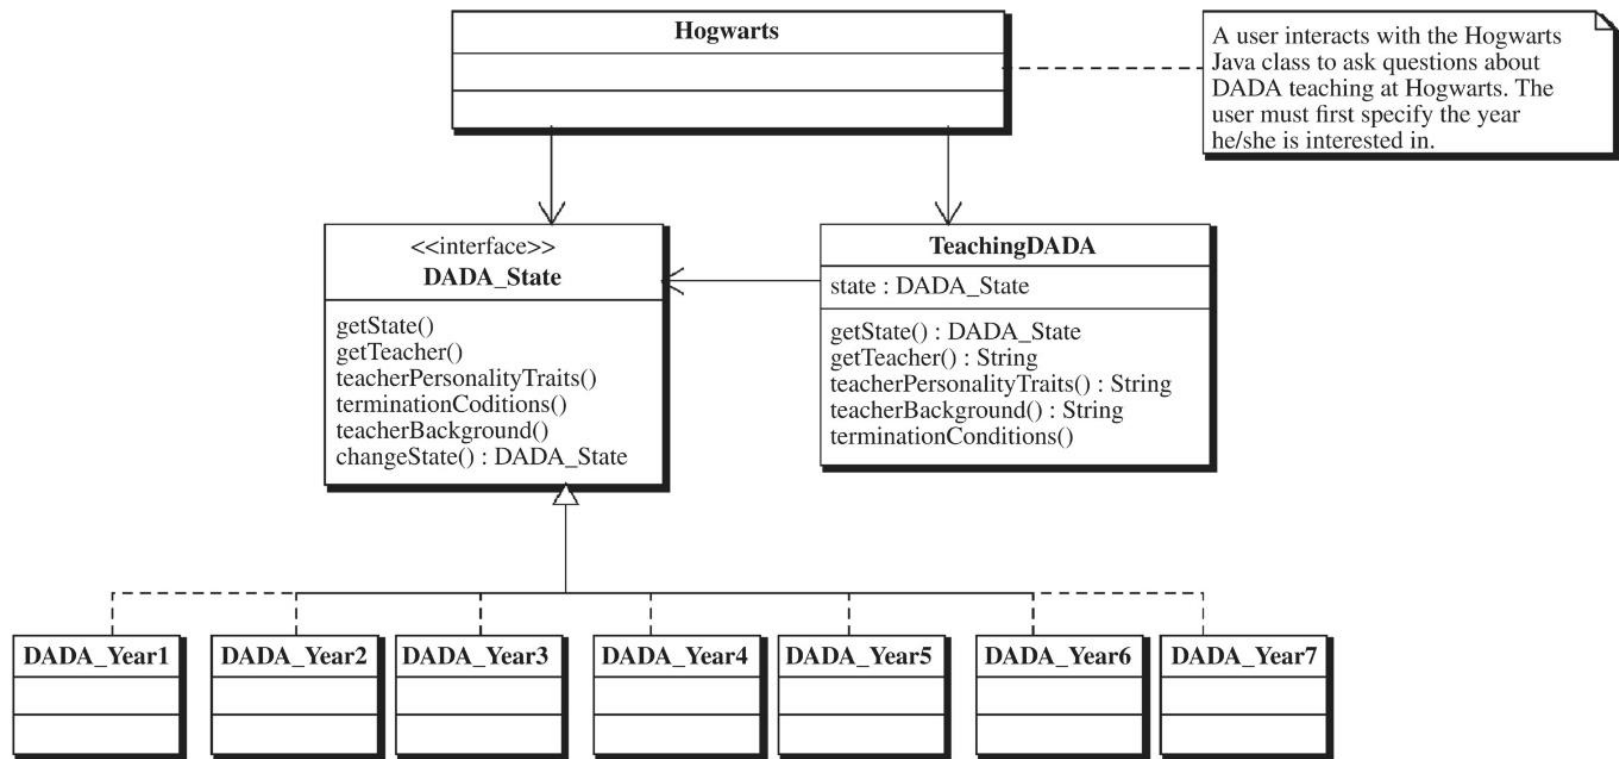 Hogwarts
A user interacts with the Hogwarts
Java class to ask questions about
DADA teaching at Hogwarts. The
user must first specify the year
he/she is interested in.
<<interface>>
DADA_State
getState()
getTeacher()
teacherPersonalityTraits()
terminationCoditions()
teacherBackground()
changeState() : DADA_State
TeachingDADA
state : DADA_State
getState() : DADA_State
getTeacher() : String
teacherPersonalityTraits() : String
teacherBackground() : String
terminationConditions()
DADA_Year1
DADA_Year2
DADA_Year3
DADA_Year4
DADA_Year5
DADA_Year6
DADA_Year7